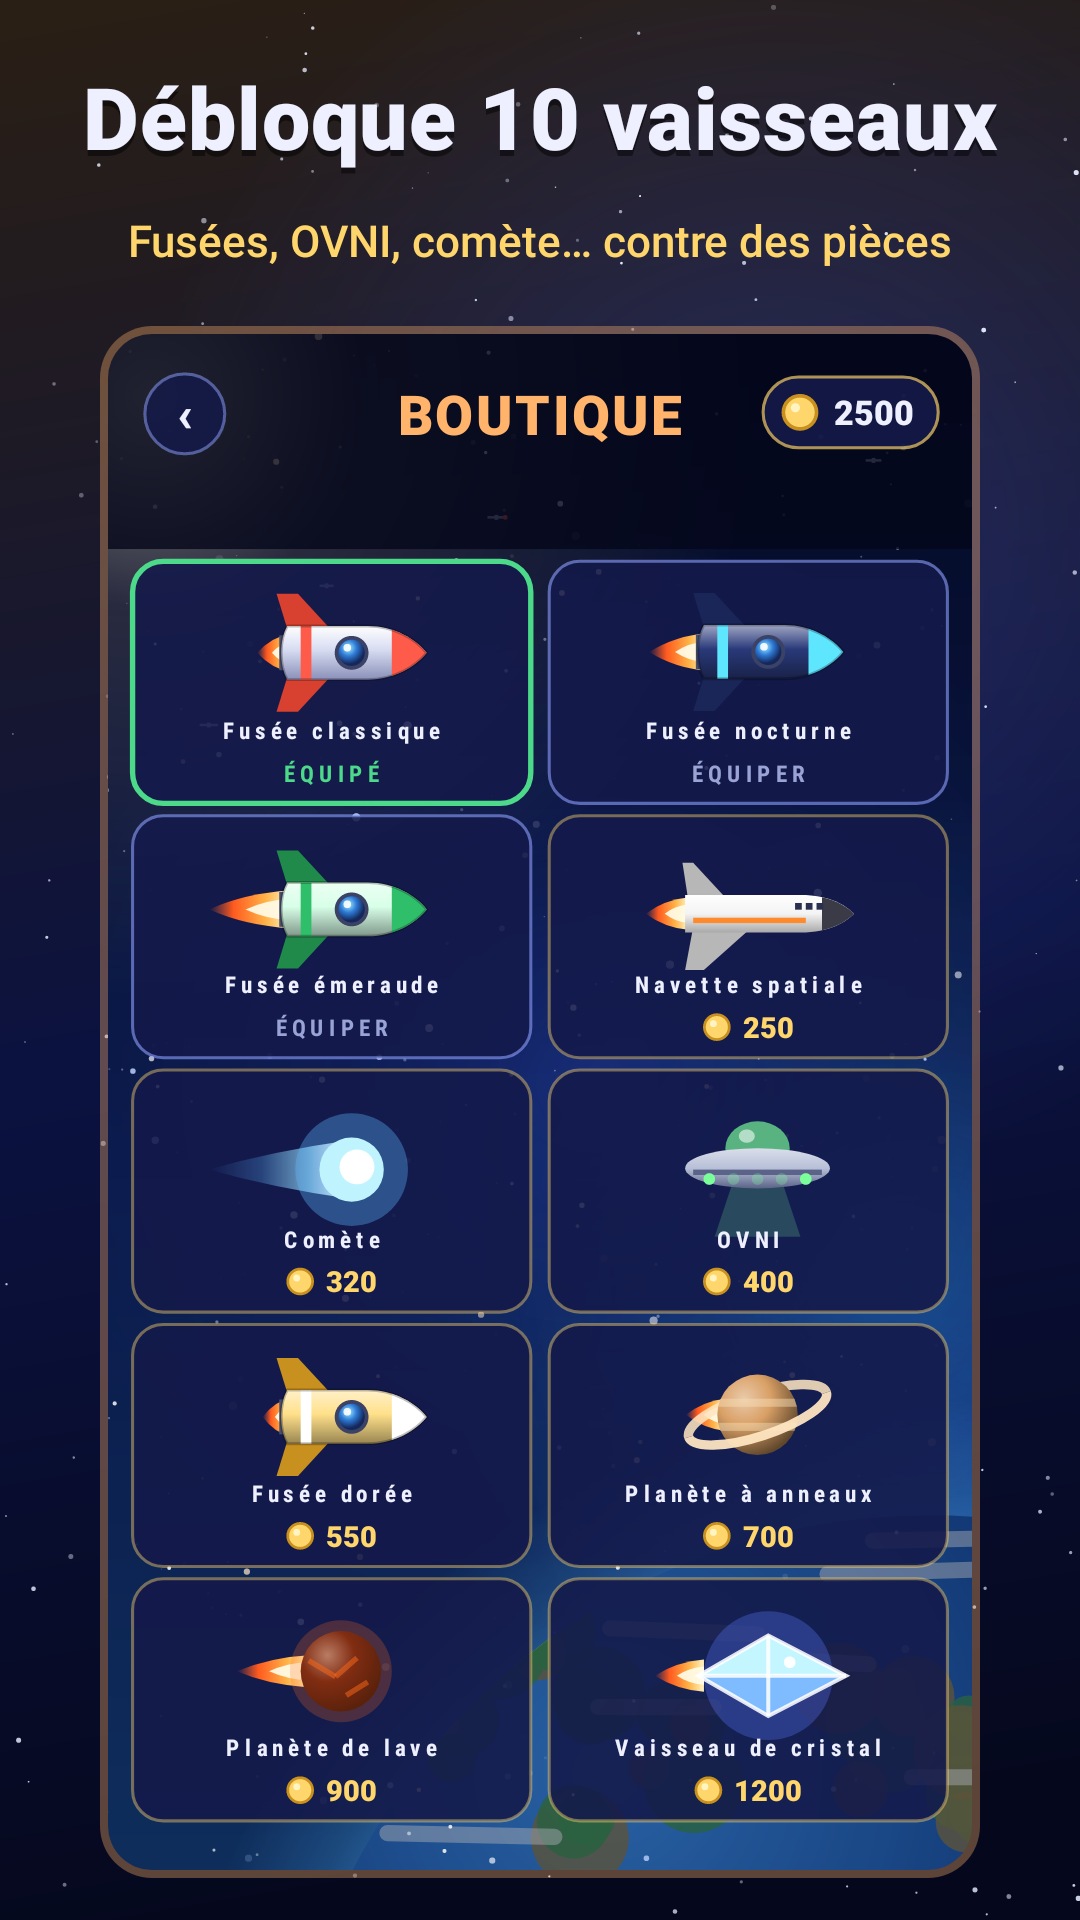 Débloque 10 vaisseaux
Fusées, OVNI, comète… contre des pièces
‹ BOUTIQUE 2500
Fusée classique
ÉQUIPÉ
Fusée nocturne
ÉQUIPER
Fusée émeraude
ÉQUIPER
Navette spatiale
250
Comète
320
OVNI
400
Fusée dorée
550
Planète à anneaux
700
Planète de lave
900
Vaisseau de cristal
1200